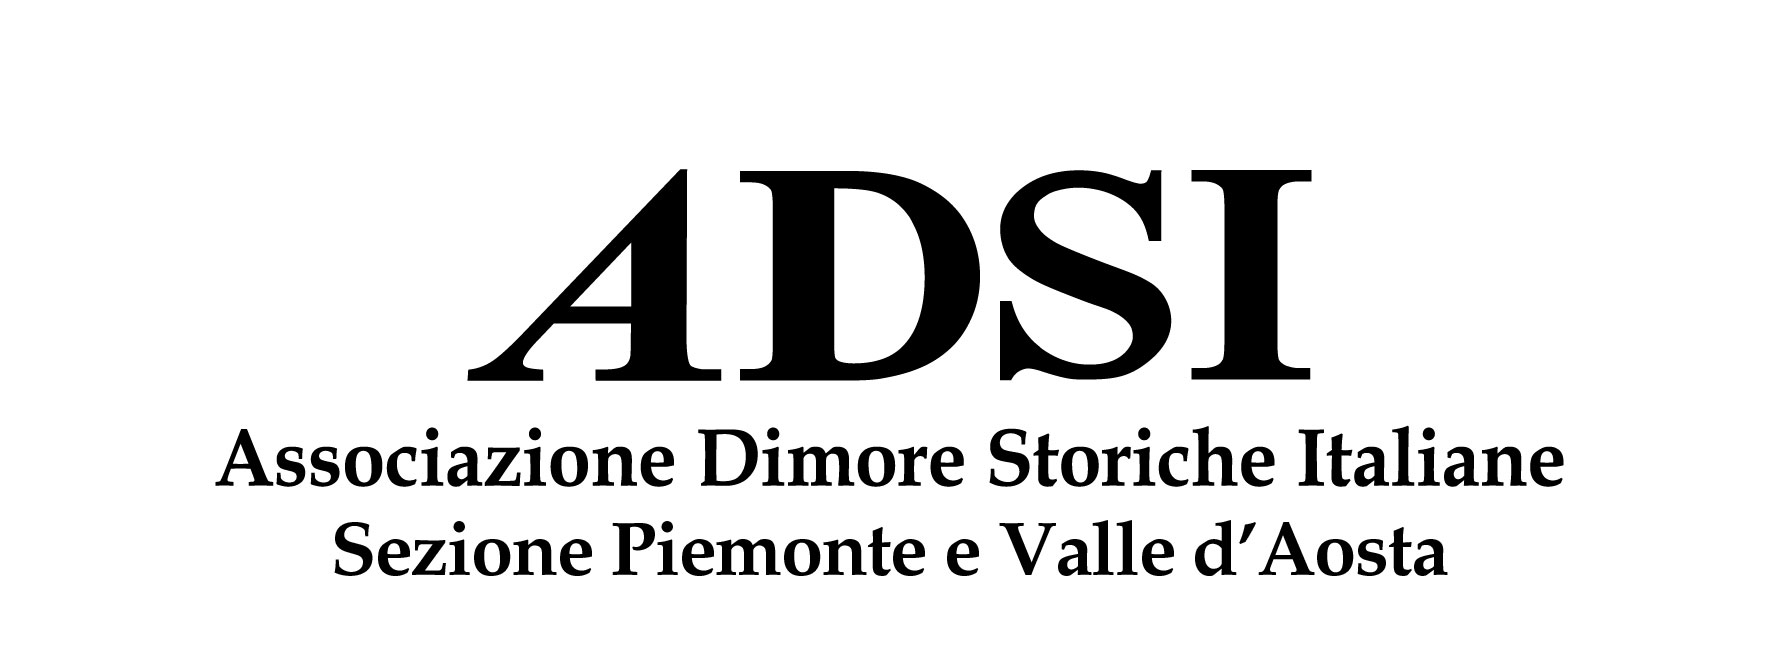 ADSI
Associazione Dimore Storiche Italiane
Sezione Piemonte e Valle d’Aosta